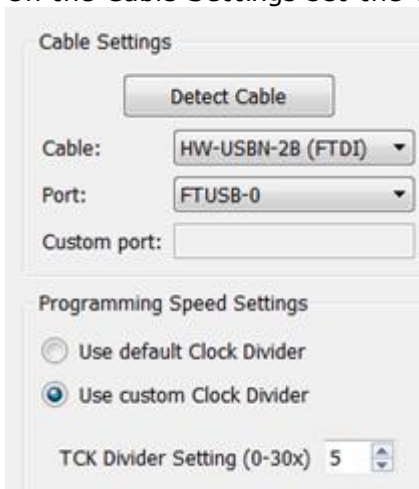 Cable Settings
Detect Cable
Cable: HW-USBN-2B (FTDI)
Port: FTUSB-0
Custom port:
Programming Speed Settings
Use default Clock Divider
Use custom Clock Divider
TCK Divider Setting (0-30x) 5